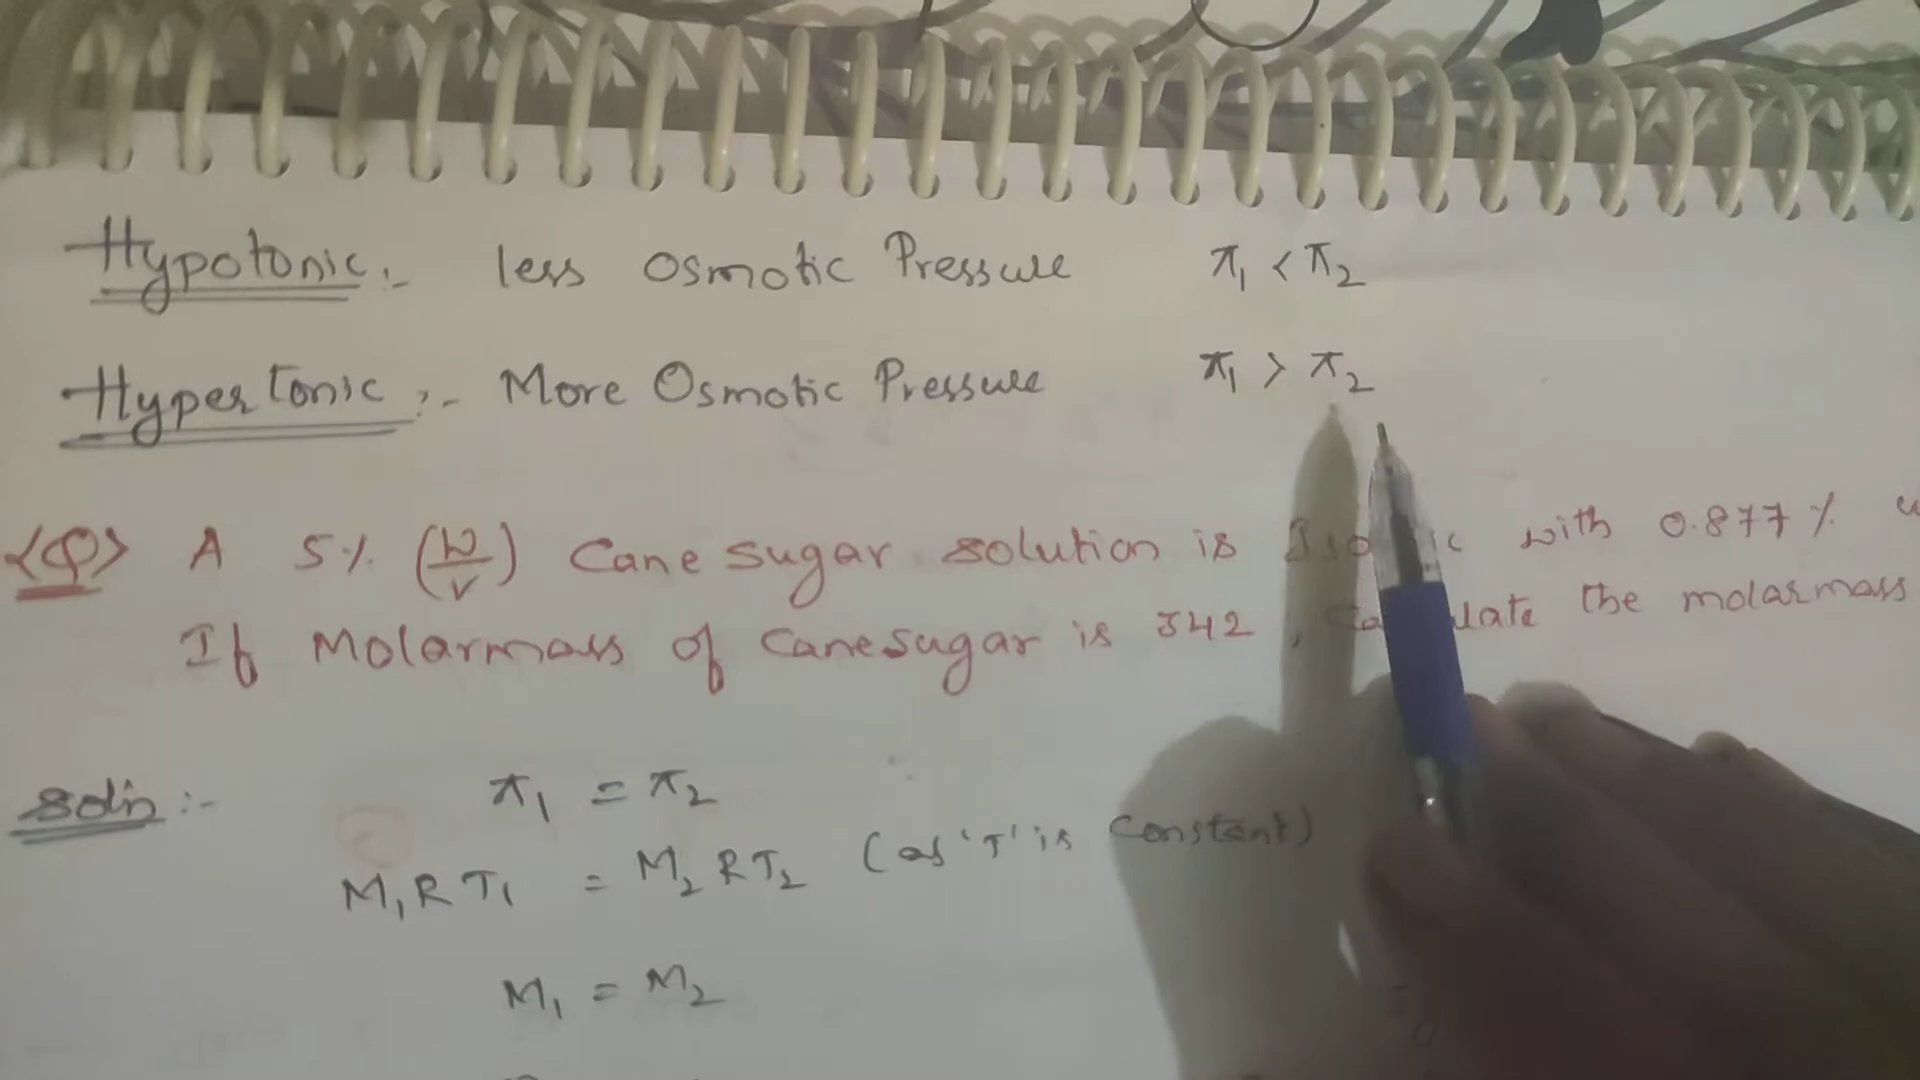 Hypotonic:- less Osmotic Pressure π₁ < π₂
Hypertonic:- More Osmotic Pressure π₁ > π₂
<Q> A 5% (W/V) Cane sugar solution is with 0.877%
If Molarmass of Canesugar is 342, the molarmass
Soln:- π₁ = π₂
M₁RT₁ = M₂RT₂ (as 'T' is Constant)
M₁ = M₂